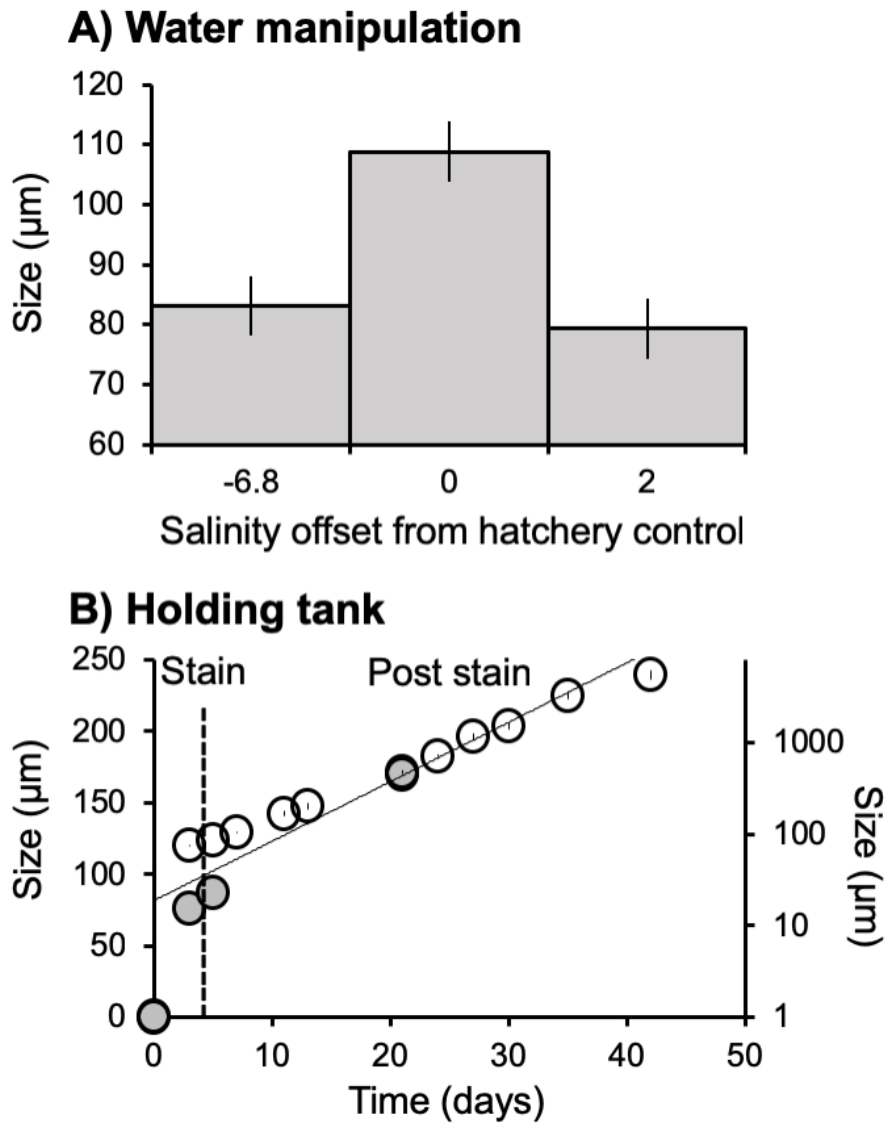 A) Water manipulation
120
110
100
90
80
70
60
Size (µm)
-6.8 0 2
Salinity offset from hatchery control
B) Holding tank
Stain Post stain
250
200
150
100
50
0
Size (µm)
1000
100
10
1
Size (µm)
0 10 20 30 40 50
Time (days)